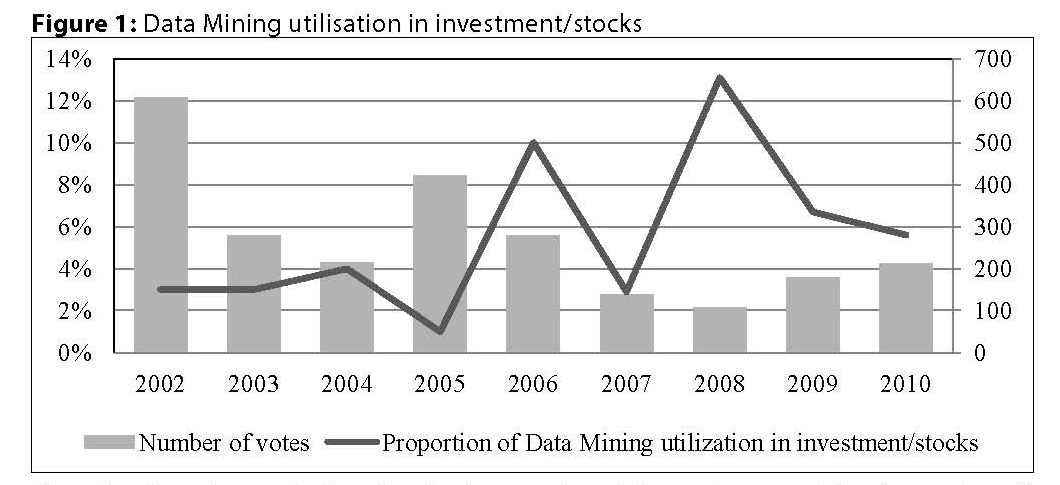 Figure 1: Data Mining utilisation in investment/stocks
14% 700
12% 600
10% 500
8% 400
6% 300
4% 200
2% 100
0% 0
2002 2003 2004 2005 2006 2007 2008 2009 2010
Number of votes Proportion of Data Mining utilization in investment/stocks